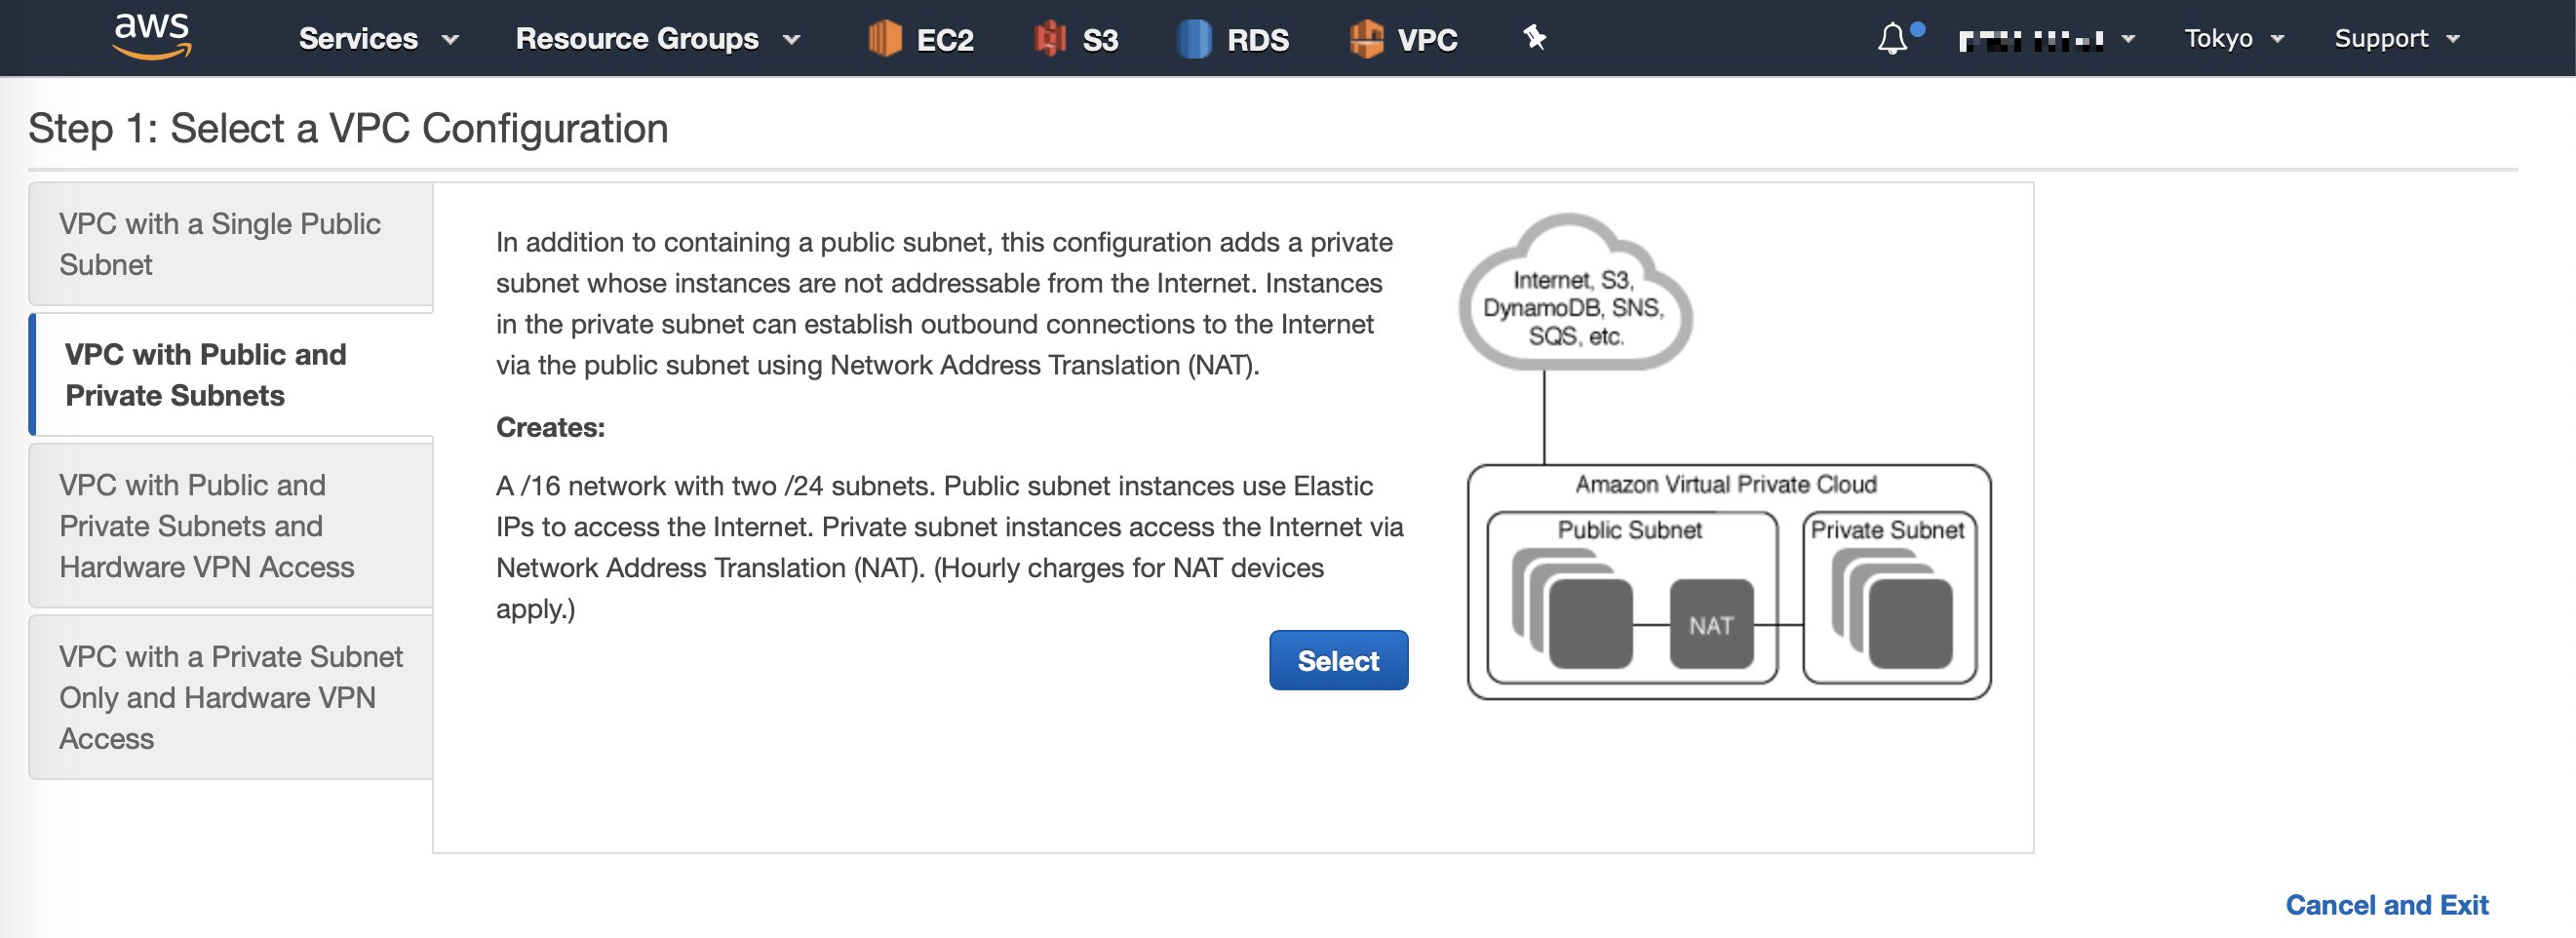 aws Services Resource Groups EC2 S3 RDS VPC Tokyo Support
Step 1: Select a VPC Configuration
VPC with a Single Public
Subnet
VPC with Public and
Private Subnets
VPC with Public and
Private Subnets and
Hardware VPN Access
VPC with a Private Subnet
Only and Hardware VPN
Access
In addition to containing a public subnet, this configuration adds a private
subnet whose instances are not addressable from the Internet. Instances
in the private subnet can establish outbound connections to the Internet
via the public subnet using Network Address Translation (NAT).
Creates:
A /16 network with two /24 subnets. Public subnet instances use Elastic
IPs to access the Internet. Private subnet instances access the Internet via
Network Address Translation (NAT). (Hourly charges for NAT devices
apply.)
Select
Internet, S3,
DynamoDB, SNS,
SQS, etc.
Amazon Virtual Private Cloud
Public Subnet
Private Subnet
NAT
Cancel and Exit